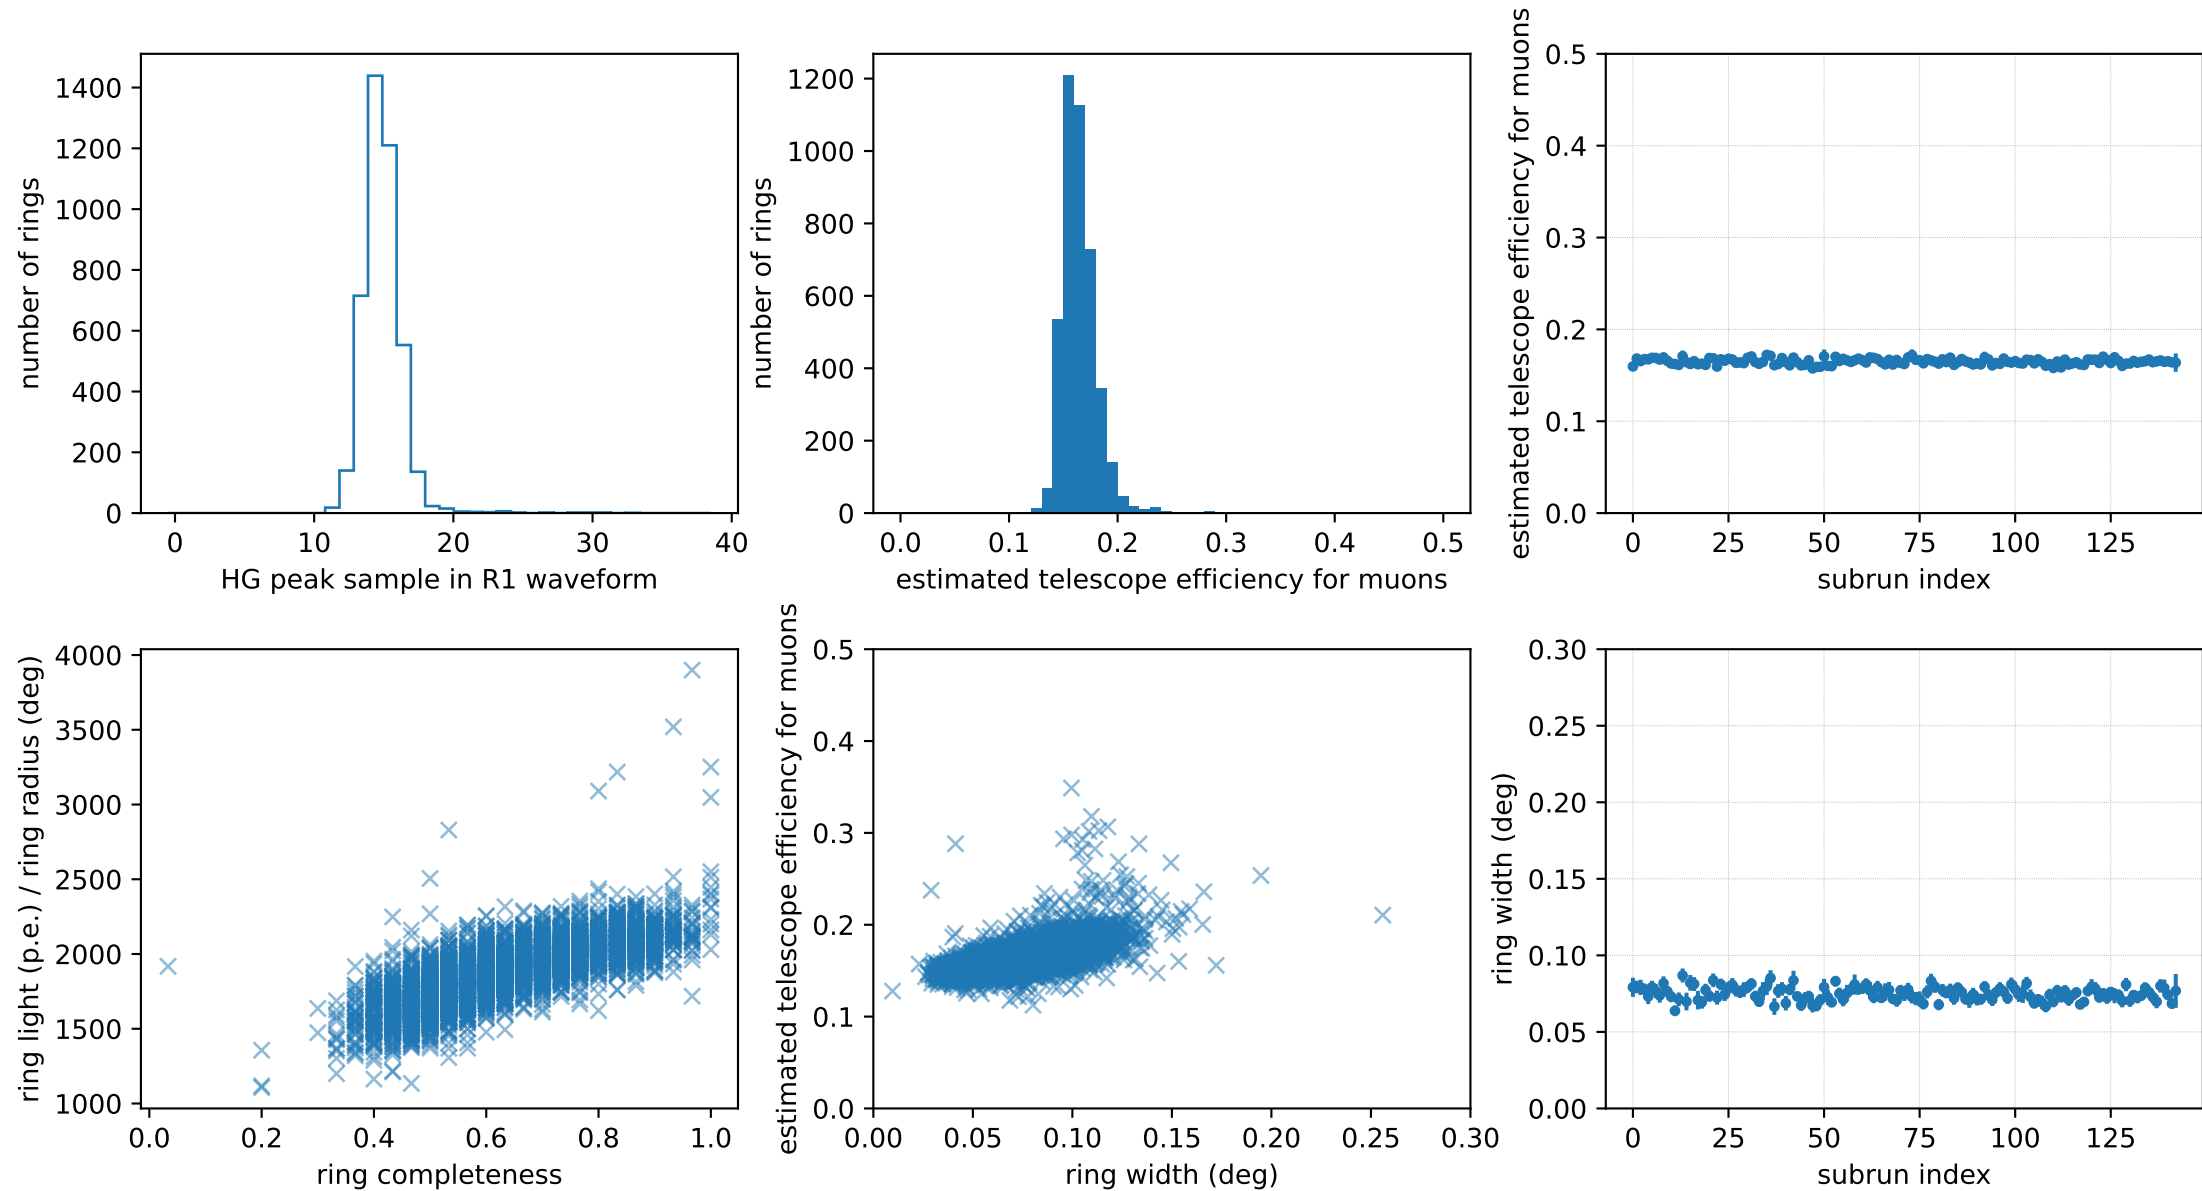 number of rings
1400
1200
1000
800
600
400
200
0
0 10 20 30 40
HG peak sample in R1 waveform
number of rings
1200
1000
800
600
400
200
0
0.0 0.1 0.2 0.3 0.4 0.5
estimated telescope efficiency for muons
estimated telescope efficiency for muons
0.5
0.4
0.3
0.2
0.1
0.0
0 25 50 75 100 125
subrun index
ring light (p.e.) / ring radius (deg)
4000
3500
3000
2500
2000
1500
1000
0.0 0.2 0.4 0.6 0.8 1.0
ring completeness
estimated telescope efficiency for muons
0.5
0.4
0.3
0.2
0.1
0.0
0.00 0.05 0.10 0.15 0.20 0.25 0.30
ring width (deg)
ring width (deg)
0.30
0.25
0.20
0.15
0.10
0.05
0.00
0 25 50 75 100 125
subrun index